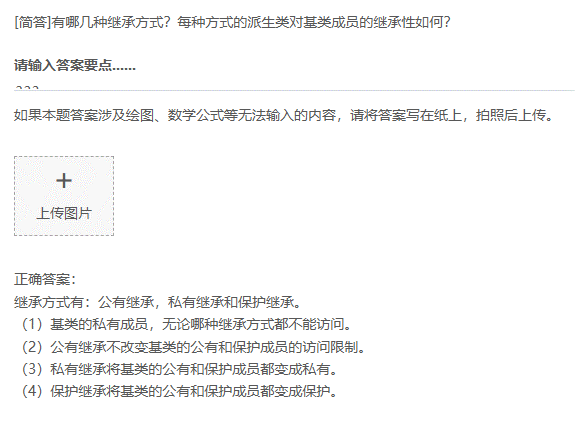 [简答]有哪几种继承方式？每种方式的派生类对基类成员的继承性如何？
请输入答案要点......
如果本题答案涉及绘图、数学公式等无法输入的内容，请将答案写在纸上，拍照后上传。
+
上传图片
正确答案：
继承方式有：公有继承，私有继承和保护继承。
（1）基类的私有成员，无论哪种继承方式都不能访问。
（2）公有继承不改变基类的公有和保护成员的访问限制。
（3）私有继承将基类的公有和保护成员都变成私有。
（4）保护继承将基类的公有和保护成员都变成保护。